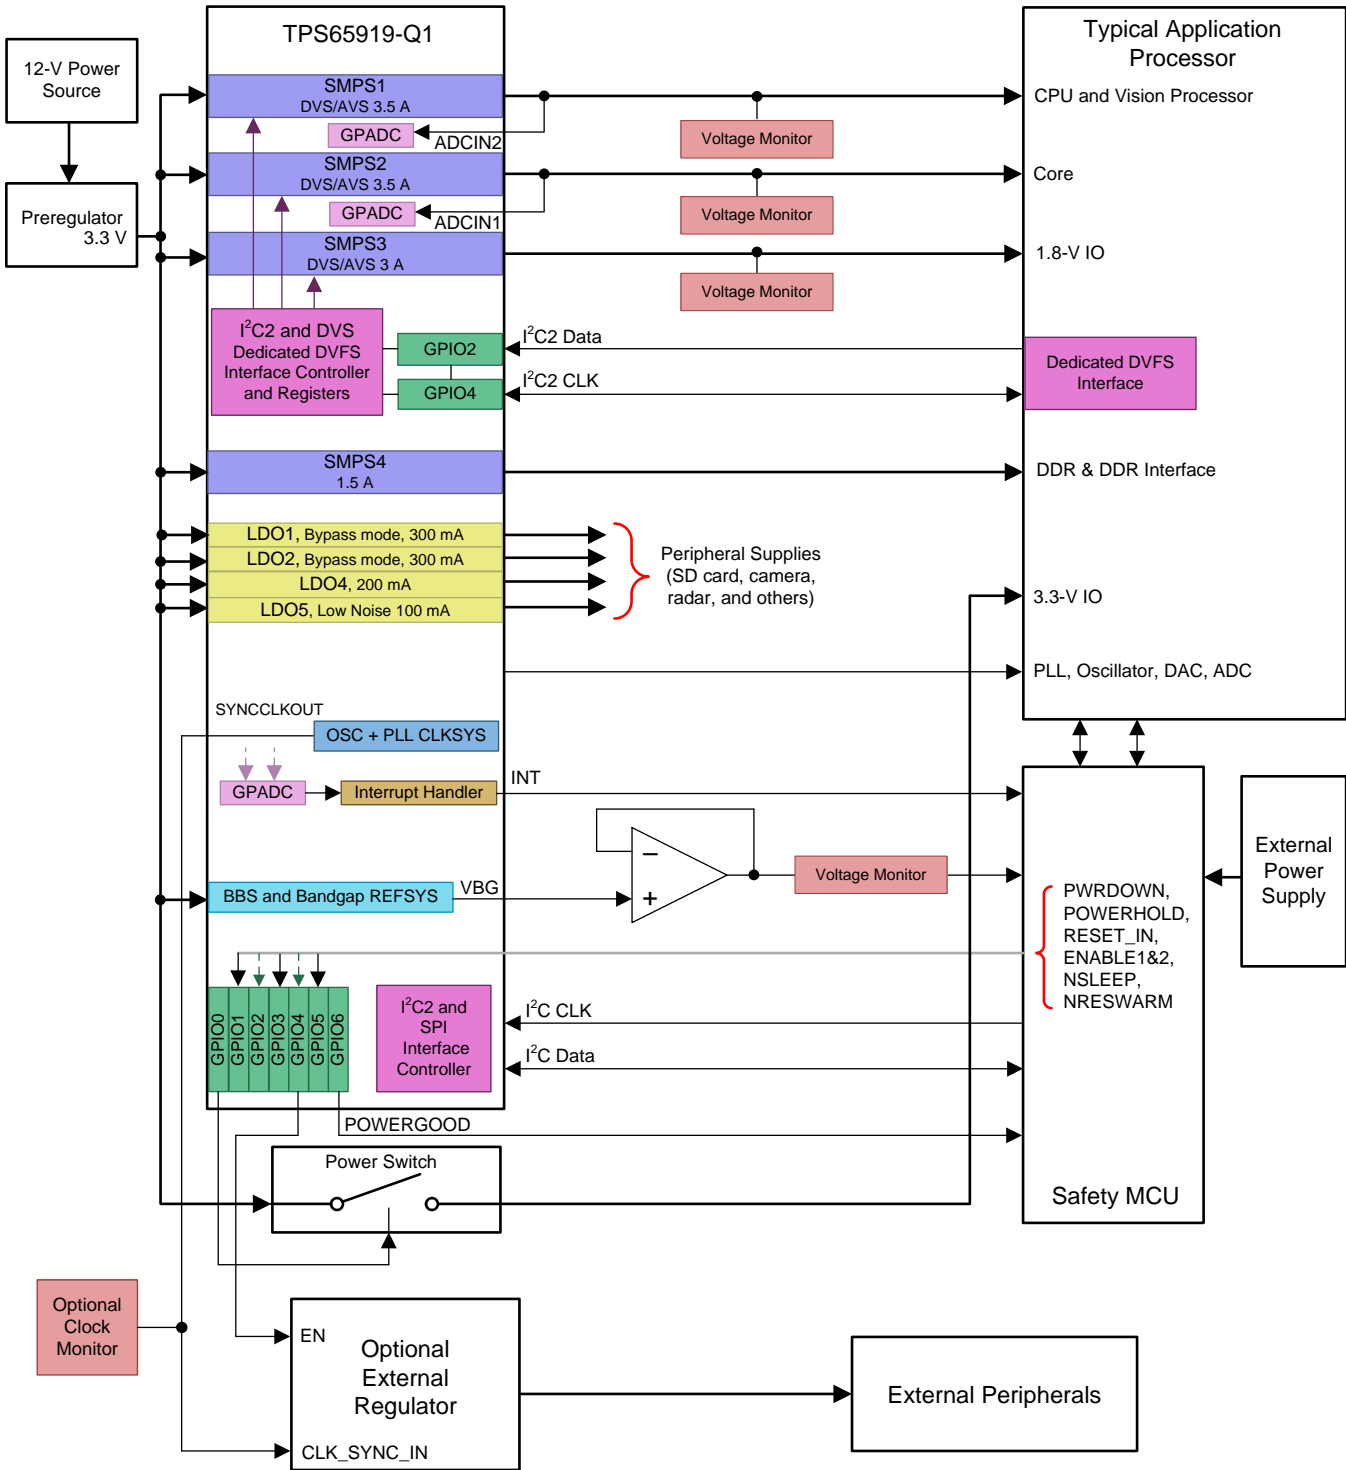 TPS65919-Q1
Typical Application
Processor
12-V Power
Source
SMPS1
DVS/AVS 3.5 A
CPU and Vision Processor
GPADC
ADCIN2
Voltage Monitor
SMPS2
DVS/AVS 3.5 A
Core
Preregulator
3.3 V
GPADC
ADCIN1
Voltage Monitor
SMPS3
DVS/AVS 3 A
1.8-V IO
Voltage Monitor
I²C2 and DVS
Dedicated DVFS
Interface Controller
and Registers
GPIO2
I²C2 Data
GPIO4
I²C2 CLK
Dedicated DVFS
Interface
SMPS4
1.5 A
DDR & DDR Interface
LDO1, Bypass mode, 300 mA
LDO2, Bypass mode, 300 mA
LDO4, 200 mA
LDO5, Low Noise 100 mA
Peripheral Supplies
(SD card, camera,
radar, and others)
3.3-V IO
PLL, Oscillator, DAC, ADC
SYNCCLKOUT
OSC + PLL CLKSYS
GPADC
Interrupt Handler
INT
BBS and Bandgap REFSYS
VBG
−
+
Voltage Monitor
External
Power
Supply
PWRDOWN,
POWERHOLD,
RESET_IN,
ENABLE1&2,
NSLEEP,
NRESWARM
GPIO0
GPIO1
GPIO2
GPIO3
GPIO4
GPIO5
GPIO6
I²C2 and
SPI
Interface
Controller
I²C CLK
I²C Data
POWERGOOD
Power Switch
Safety MCU
Optional
Clock
Monitor
EN
Optional
External
Regulator
CLK_SYNC_IN
External Peripherals